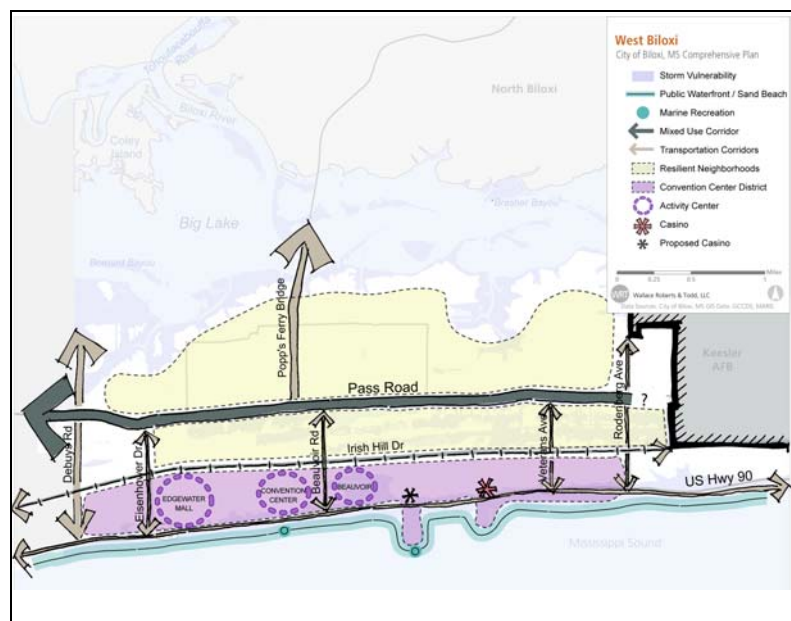 West Biloxi
City of Biloxi, MS Comprehensive Plan
Storm Vulnerability
Public Waterfront / Sand Beach
Marine Recreation
Mixed Use Corridor
Transportation Corridors
Resilient Neighborhoods
Convention Center District
Activity Center
Casino
Proposed Casino
Miles
0 0.25 0.5 1
Wallace Roberts & Todd, LLC
River
Biloxi River
North Biloxi
Coley
Island
Big Lake
Popp's Ferry Bridge
Keesler
AFB
Pass Road
?
Rodenberg Ave
Debuys Rd
Eisenhower Dr
Beauvoir Rd
Irish Hill Dr
Veterans Ave
EDGEWATER
MALL
CONVENTION
CENTER
BEAUVOIR
US Hwy 90
Mississippi Sound